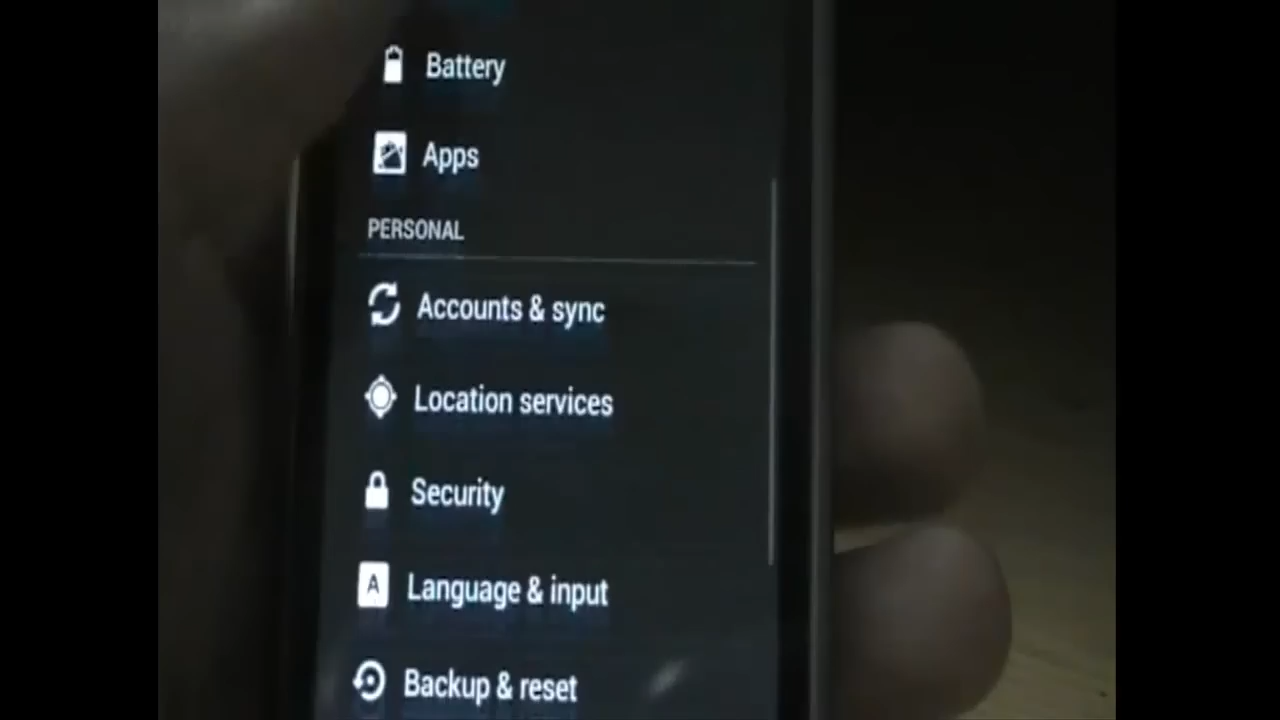 Battery
Apps
PERSONAL
Accounts & sync
Location services
Security
Language & input
Backup & reset